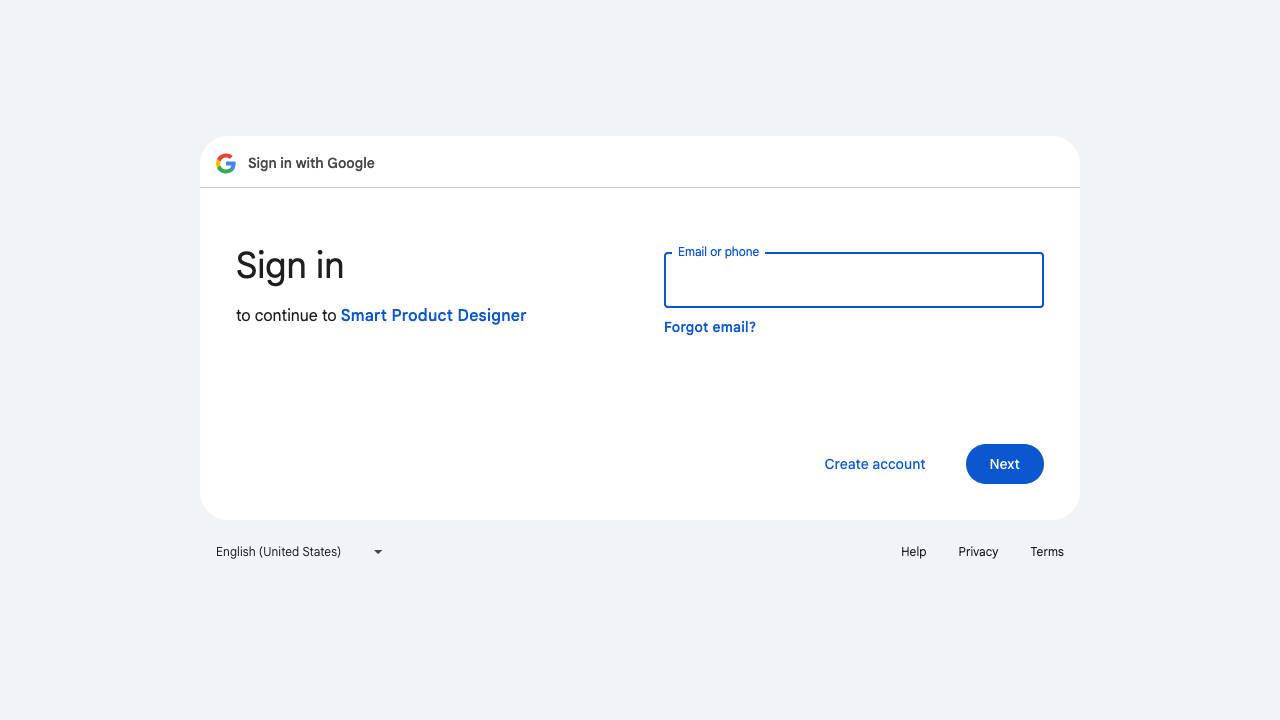 Sign in with Google
Sign in
to continue to Smart Product Designer
Email or phone
Forgot email?
Create account
Next
English (United States)
Help
Privacy
Terms